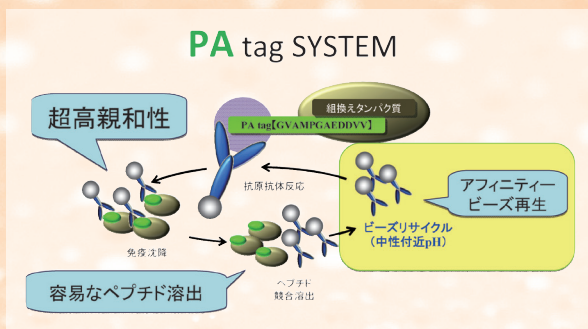 PA tag SYSTEM
超高親和性
組換えタンパク質
PA tag【GVAMPGAEDDVV】
抗原抗体反応
アフィニティー
ビーズ再生
免疫沈降
ビーズリサイクル
（中性付近pH）
ペプチド
競合溶出
容易なペプチド溶出